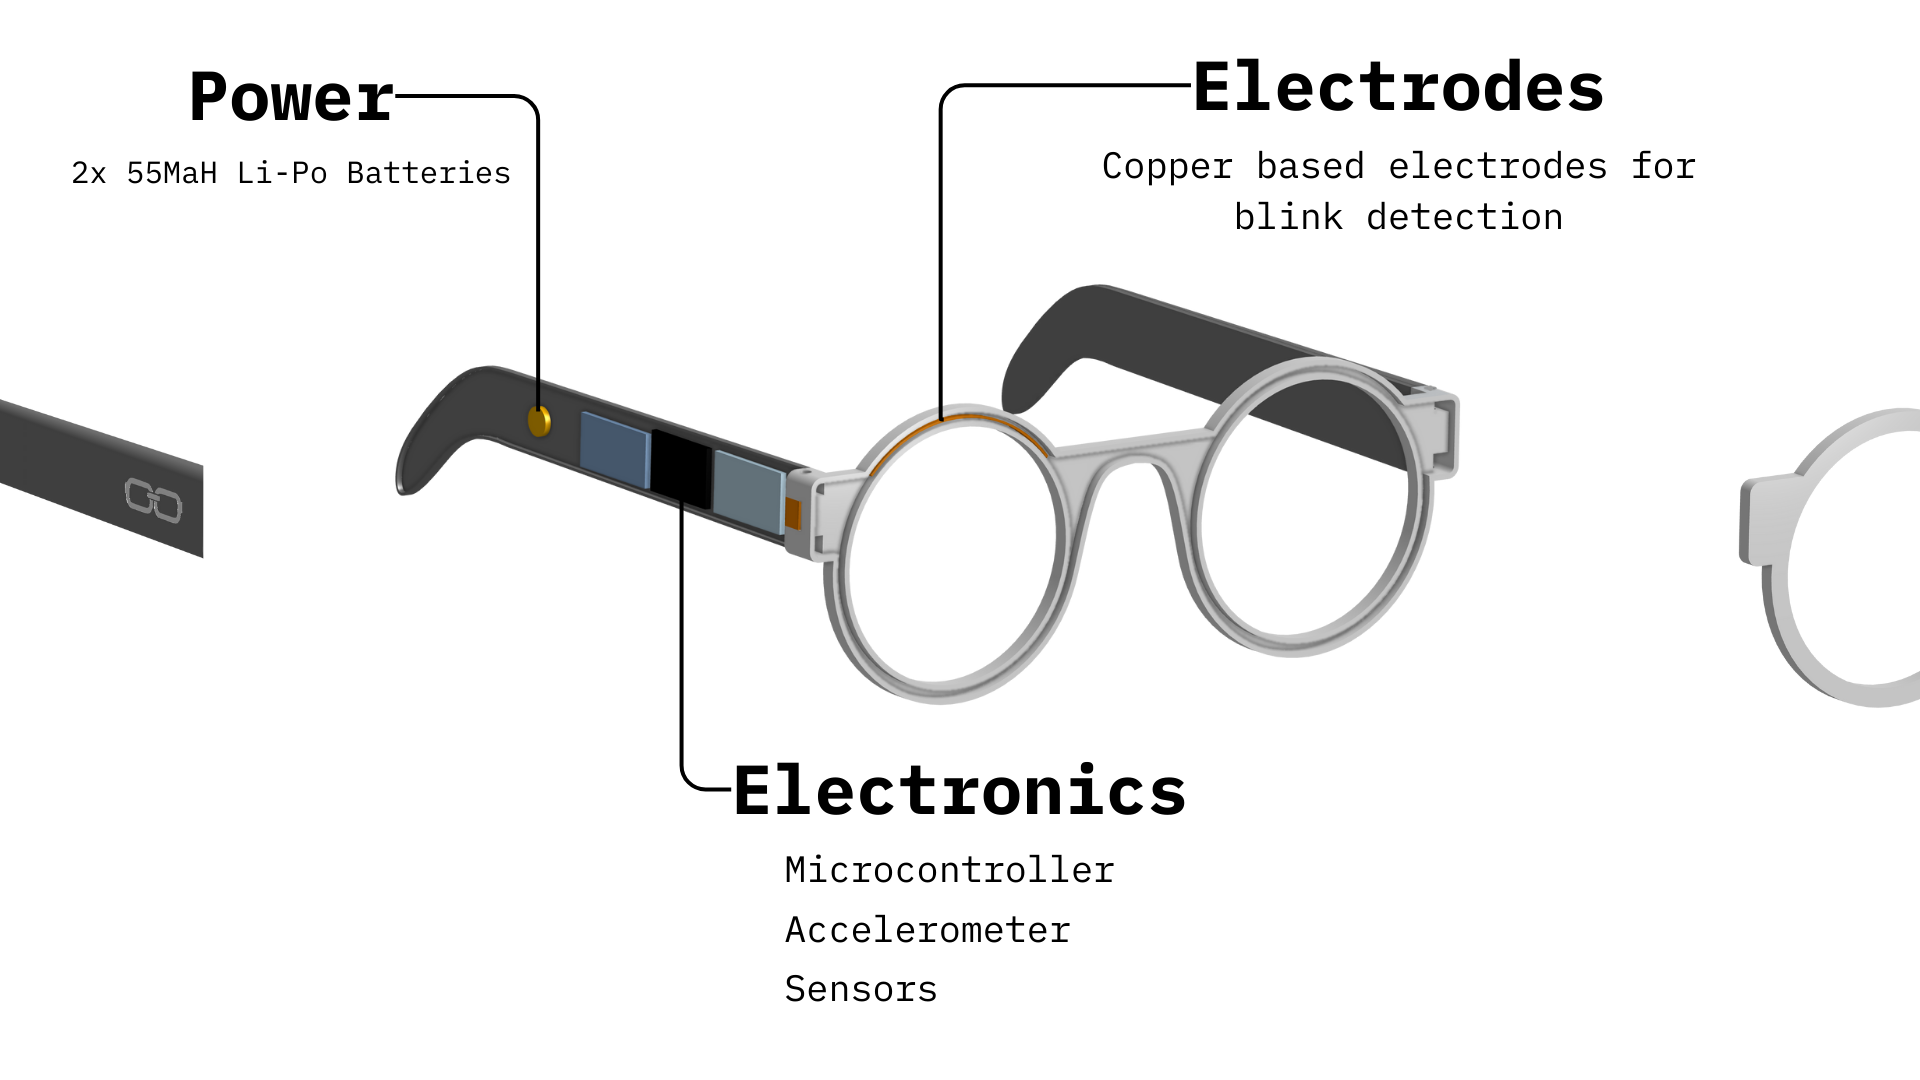 Power
2x 55MaH Li-Po Batteries
Electrodes
Copper based electrodes for
blink detection
Electronics
Microcontroller
Accelerometer
Sensors